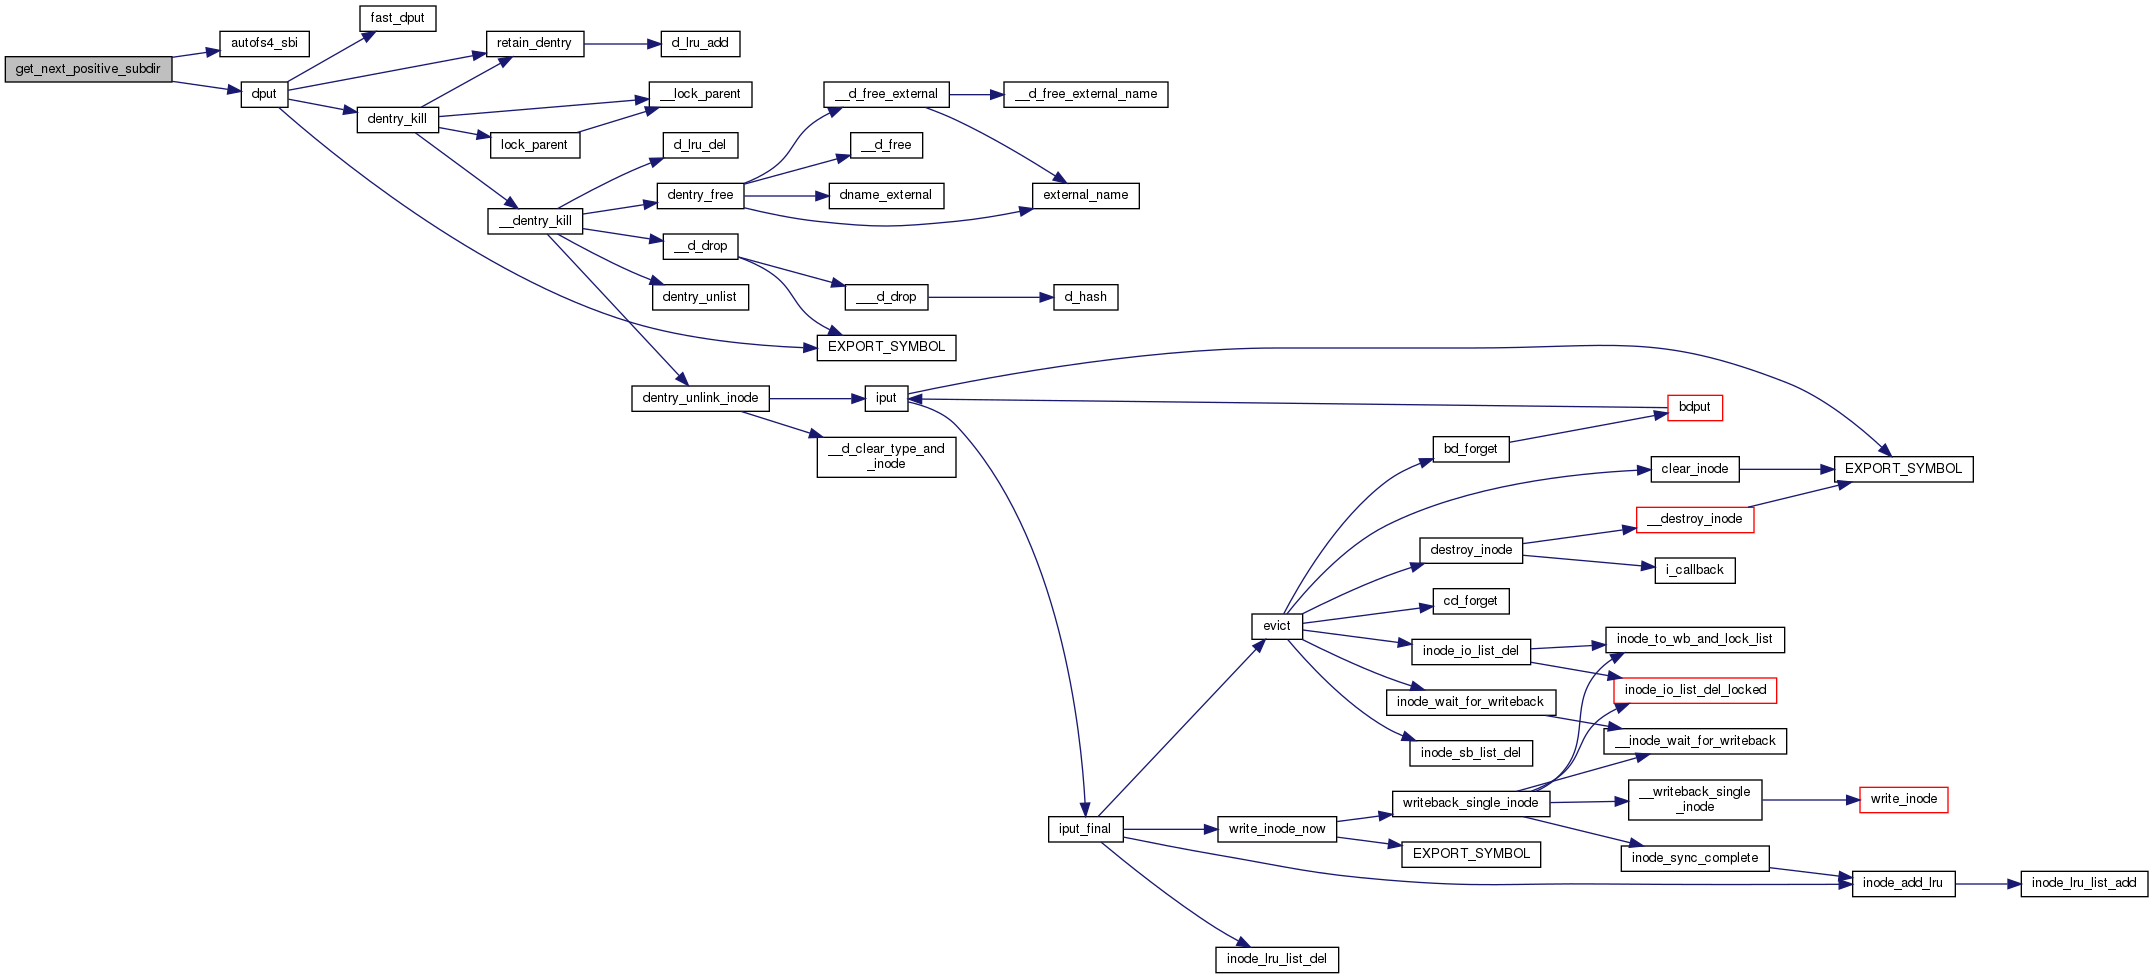 fast_dput
autofs4_sbi
retain_dentry
d_lru_add
get_next_positive_subdir
dput
dentry_kill
__lock_parent
lock_parent
__d_free_external
__d_free_external_name
d_lru_del
__d_free
dentry_free
dname_external
external_name
__dentry_kill
__d_drop
dentry_unlist
___d_drop
d_hash
EXPORT_SYMBOL
dentry_unlink_inode
iput
__d_clear_type_and
_inode
bdput
bd_forget
clear_inode
EXPORT_SYMBOL
__destroy_inode
destroy_inode
i_callback
cd_forget
evict
inode_to_wb_and_lock_list
inode_io_list_del
inode_io_list_del_locked
inode_wait_for_writeback
__inode_wait_for_writeback
inode_sb_list_del
writeback_single_inode
__writeback_single
_inode
write_inode
iput_final
write_inode_now
EXPORT_SYMBOL
inode_sync_complete
inode_add_lru
inode_lru_list_add
inode_lru_list_del